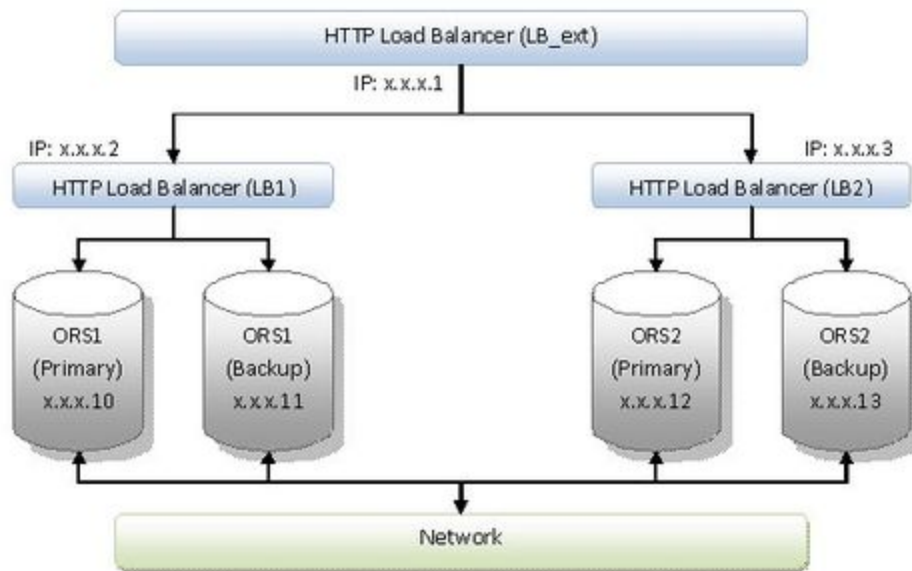 HTTP Load Balancer (LB_ext)
IP: x.x.x.1
IP: x.x.x.2
IP: x.x.x.3
HTTP Load Balancer (LB1)
HTTP Load Balancer (LB2)
ORS1
(Primary)
x.x.x.10
ORS1
(Backup)
x.x.x.11
ORS2
(Primary)
x.x.x.12
ORS2
(Backup)
x.x.x.13
Network